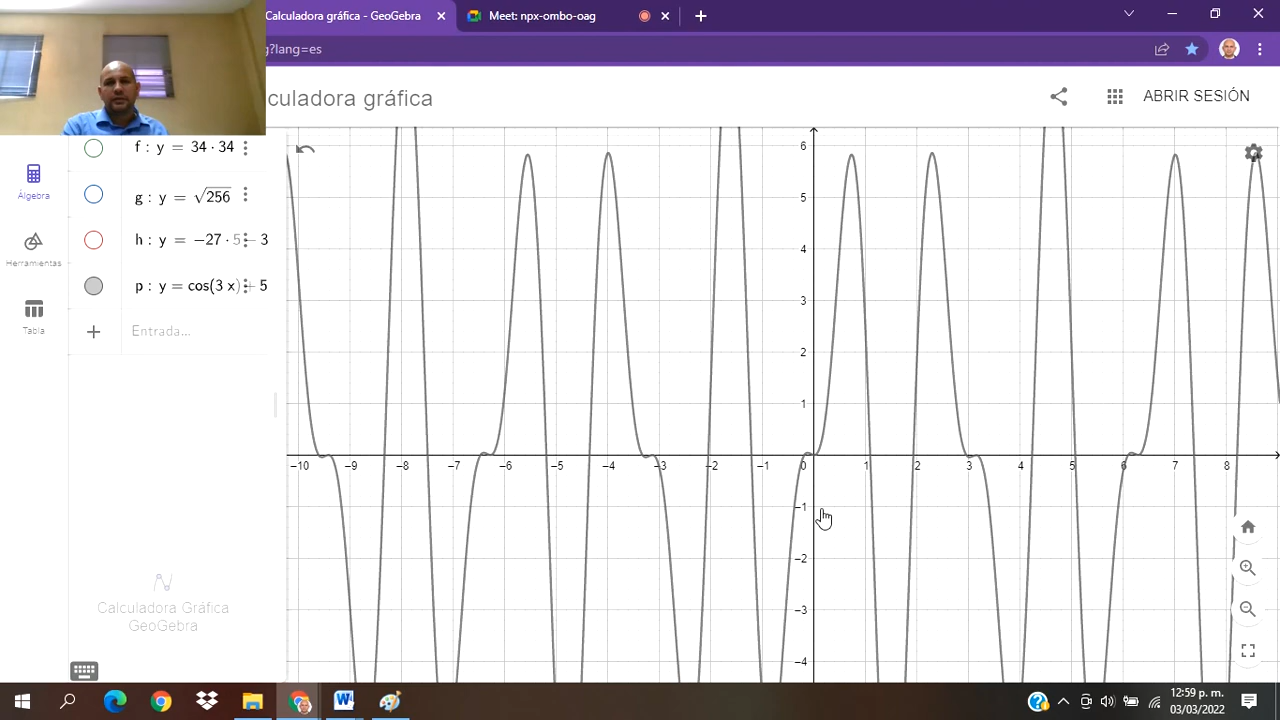 Calculadora gráfica - GeoGebra
Meet: npx-ombo-oag
g?lang=es
culadora gráfica
ABRIR SESIÓN
f : y = 34 · 34
g : y = √256
h : y = −27 · 5 − 3
p : y = cos(3 x) + 5
Entrada...
Álgebra
Herramientas
Tabla
Calculadora Gráfica
GeoGebra
6
5
4
3
2
1
0
−10 −9 −8 −7 −6 −5 −4 −3 −2 −1 0 1 2 3 4 5 6 7 8
−1
−2
−3
−4
12:59 p. m.
03/03/2022